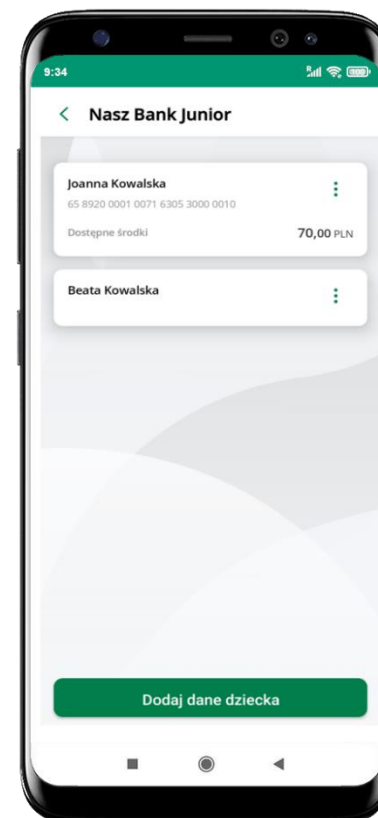 9:34
Nasz Bank Junior
Joanna Kowalska
65 8920 0001 0071 6305 3000 0010
Dostępne środki 70,00 PLN
Beata Kowalska
Dodaj dane dziecka